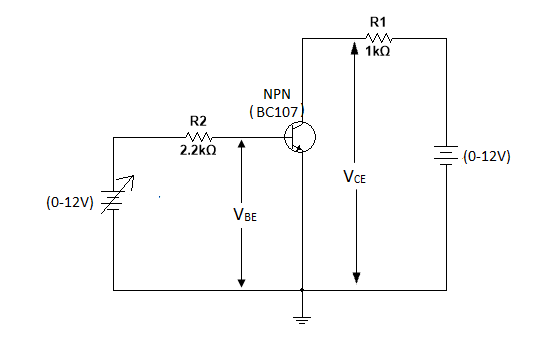 R1
1kΩ
NPN
(BC107)
R2
2.2kΩ
(0-12V)
VCE
(0-12V)
VBE